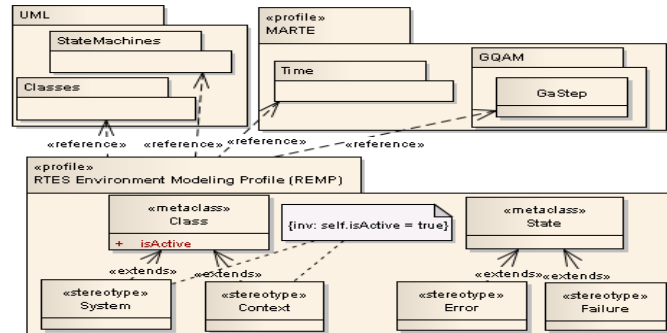 UML
StateMachines
Classes
«profile»
MARTE
Time
GQAM
GaStep
«reference»
«reference»
«reference»
«reference»
«profile»
RTES Environment Modeling Profile (REMP)
«metaclass»
Class
+ isActive
{inv: self.isActive = true}
«metaclass»
State
«extends»
«extends»
«extends»
«extends»
«stereotype»
System
«stereotype»
Context
«stereotype»
Error
«stereotype»
Failure